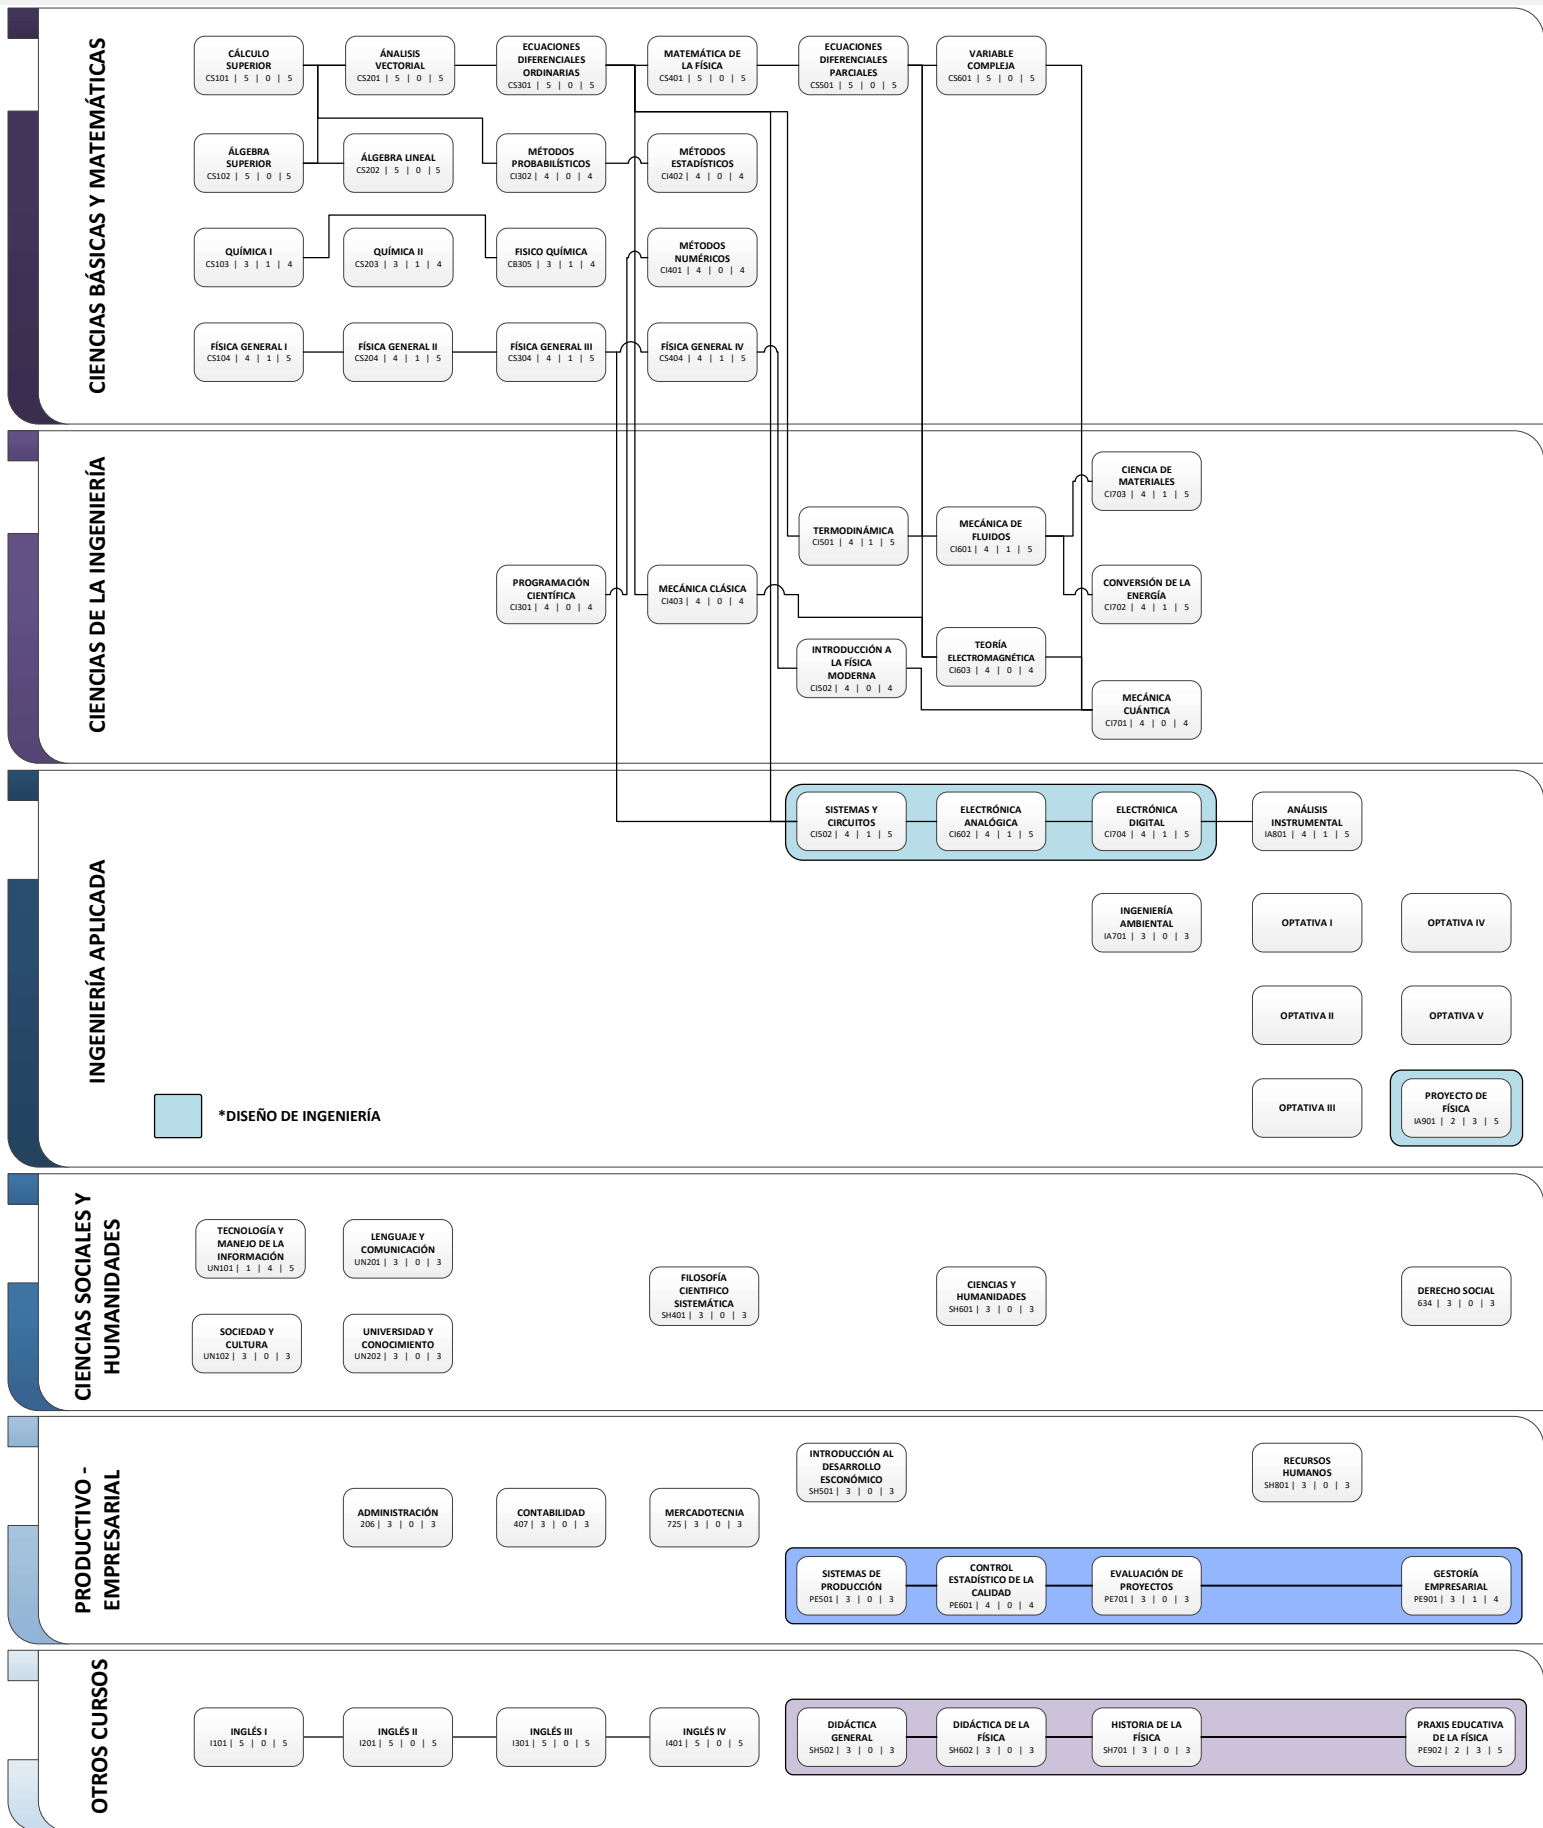 CIENCIAS BÁSICAS Y MATEMÁTICAS
CÁLCULO
SUPERIOR
CS101 | 5 | 0 | 5
ÁNALISIS
VECTORIAL
CS201 | 5 | 0 | 5
ECUACIONES
DIFERENCIALES
ORDINARIAS
CS301 | 5 | 0 | 5
MATEMÁTICA DE
LA FÍSICA
CS401 | 5 | 0 | 5
ECUACIONES
DIFERENCIALES
PARCIALES
CS501 | 5 | 0 | 5
VARIABLE
COMPLEJA
CS601 | 5 | 0 | 5
ÁLGEBRA
SUPERIOR
CS102 | 5 | 0 | 5
ÁLGEBRA LINEAL
CS202 | 5 | 0 | 5
MÉTODOS
PROBABILÍSTICOS
CI302 | 4 | 0 | 4
MÉTODOS
ESTADÍSTICOS
CI402 | 4 | 0 | 4
QUÍMICA I
CS103 | 3 | 1 | 4
QUÍMICA II
CS203 | 3 | 1 | 4
FISICO QUÍMICA
CB305 | 3 | 1 | 4
MÉTODOS
NUMÉRICOS
CI401 | 4 | 0 | 4
FÍSICA GENERAL I
CS104 | 4 | 1 | 5
FÍSICA GENERAL II
CS204 | 4 | 1 | 5
FÍSICA GENERAL III
CS304 | 4 | 1 | 5
FÍSICA GENERAL IV
CS404 | 4 | 1 | 5
CIENCIAS DE LA INGENIERÍA
CIENCIA DE
MATERIALES
CI703 | 4 | 1 | 5
TERMODINÁMICA
CI501 | 4 | 1 | 5
MECÁNICA DE
FLUIDOS
CI601 | 4 | 1 | 5
PROGRAMACIÓN
CIENTÍFICA
CI301 | 4 | 0 | 4
MECÁNICA CLÁSICA
CI403 | 4 | 0 | 4
CONVERSIÓN DE LA
ENERGÍA
CI702 | 4 | 1 | 5
INTRODUCCIÓN A
LA FÍSICA
MODERNA
CI502 | 4 | 0 | 4
TEORÍA
ELECTROMAGNÉTICA
CI603 | 4 | 0 | 4
MECÁNICA
CUÁNTICA
CI701 | 4 | 0 | 4
INGENIERÍA APLICADA
SISTEMAS Y
CIRCUITOS
CI502 | 4 | 1 | 5
ELECTRÓNICA
ANALÓGICA
CI602 | 4 | 1 | 5
ELECTRÓNICA
DIGITAL
CI704 | 4 | 1 | 5
ANÁLISIS
INSTRUMENTAL
IA801 | 4 | 1 | 5
INGENIERÍA
AMBIENTAL
IA701 | 3 | 0 | 3
OPTATIVA I
OPTATIVA IV
OPTATIVA II
OPTATIVA V
OPTATIVA III
PROYECTO DE
FÍSICA
IA901 | 2 | 3 | 5
*DISEÑO DE INGENIERÍA
CIENCIAS SOCIALES Y
HUMANIDADES
TECNOLOGÍA Y
MANEJO DE LA
INFORMACIÓN
UN101 | 1 | 4 | 5
LENGUAJE Y
COMUNICACIÓN
UN201 | 3 | 0 | 3
FILOSOFÍA
CIENTIFICO
SISTEMÁTICA
SH401 | 3 | 0 | 3
CIENCIAS Y
HUMANIDADES
SH601 | 3 | 0 | 3
DERECHO SOCIAL
634 | 3 | 0 | 3
SOCIEDAD Y
CULTURA
UN102 | 3 | 0 | 3
UNIVERSIDAD Y
CONOCIMIENTO
UN202 | 3 | 0 | 3
PRODUCTIVO -
EMPRESARIAL
INTRODUCCIÓN AL
DESARROLLO
ESCONÓMICO
SH501 | 3 | 0 | 3
RECURSOS
HUMANOS
SH801 | 3 | 0 | 3
ADMINISTRACIÓN
206 | 3 | 0 | 3
CONTABILIDAD
407 | 3 | 0 | 3
MERCADOTECNIA
725 | 3 | 0 | 3
SISTEMAS DE
PRODUCCIÓN
PE501 | 3 | 0 | 3
CONTROL
ESTADÍSTICO DE LA
CALIDAD
PE601 | 4 | 0 | 4
EVALUACIÓN DE
PROYECTOS
PE701 | 3 | 0 | 3
GESTORÍA
EMPRESARIAL
PE901 | 3 | 1 | 4
OTROS CURSOS
INGLÉS I
I101 | 5 | 0 | 5
INGLÉS II
I201 | 5 | 0 | 5
INGLÉS III
I301 | 5 | 0 | 5
INGLÉS IV
I401 | 5 | 0 | 5
DIDÁCTICA
GENERAL
SH502 | 3 | 0 | 3
DIDÁCTICA DE LA
FÍSICA
SH602 | 3 | 0 | 3
HISTORIA DE LA
FÍSICA
SH701 | 3 | 0 | 3
PRAXIS EDUCATIVA
DE LA FÍSICA
PE902 | 2 | 3 | 5